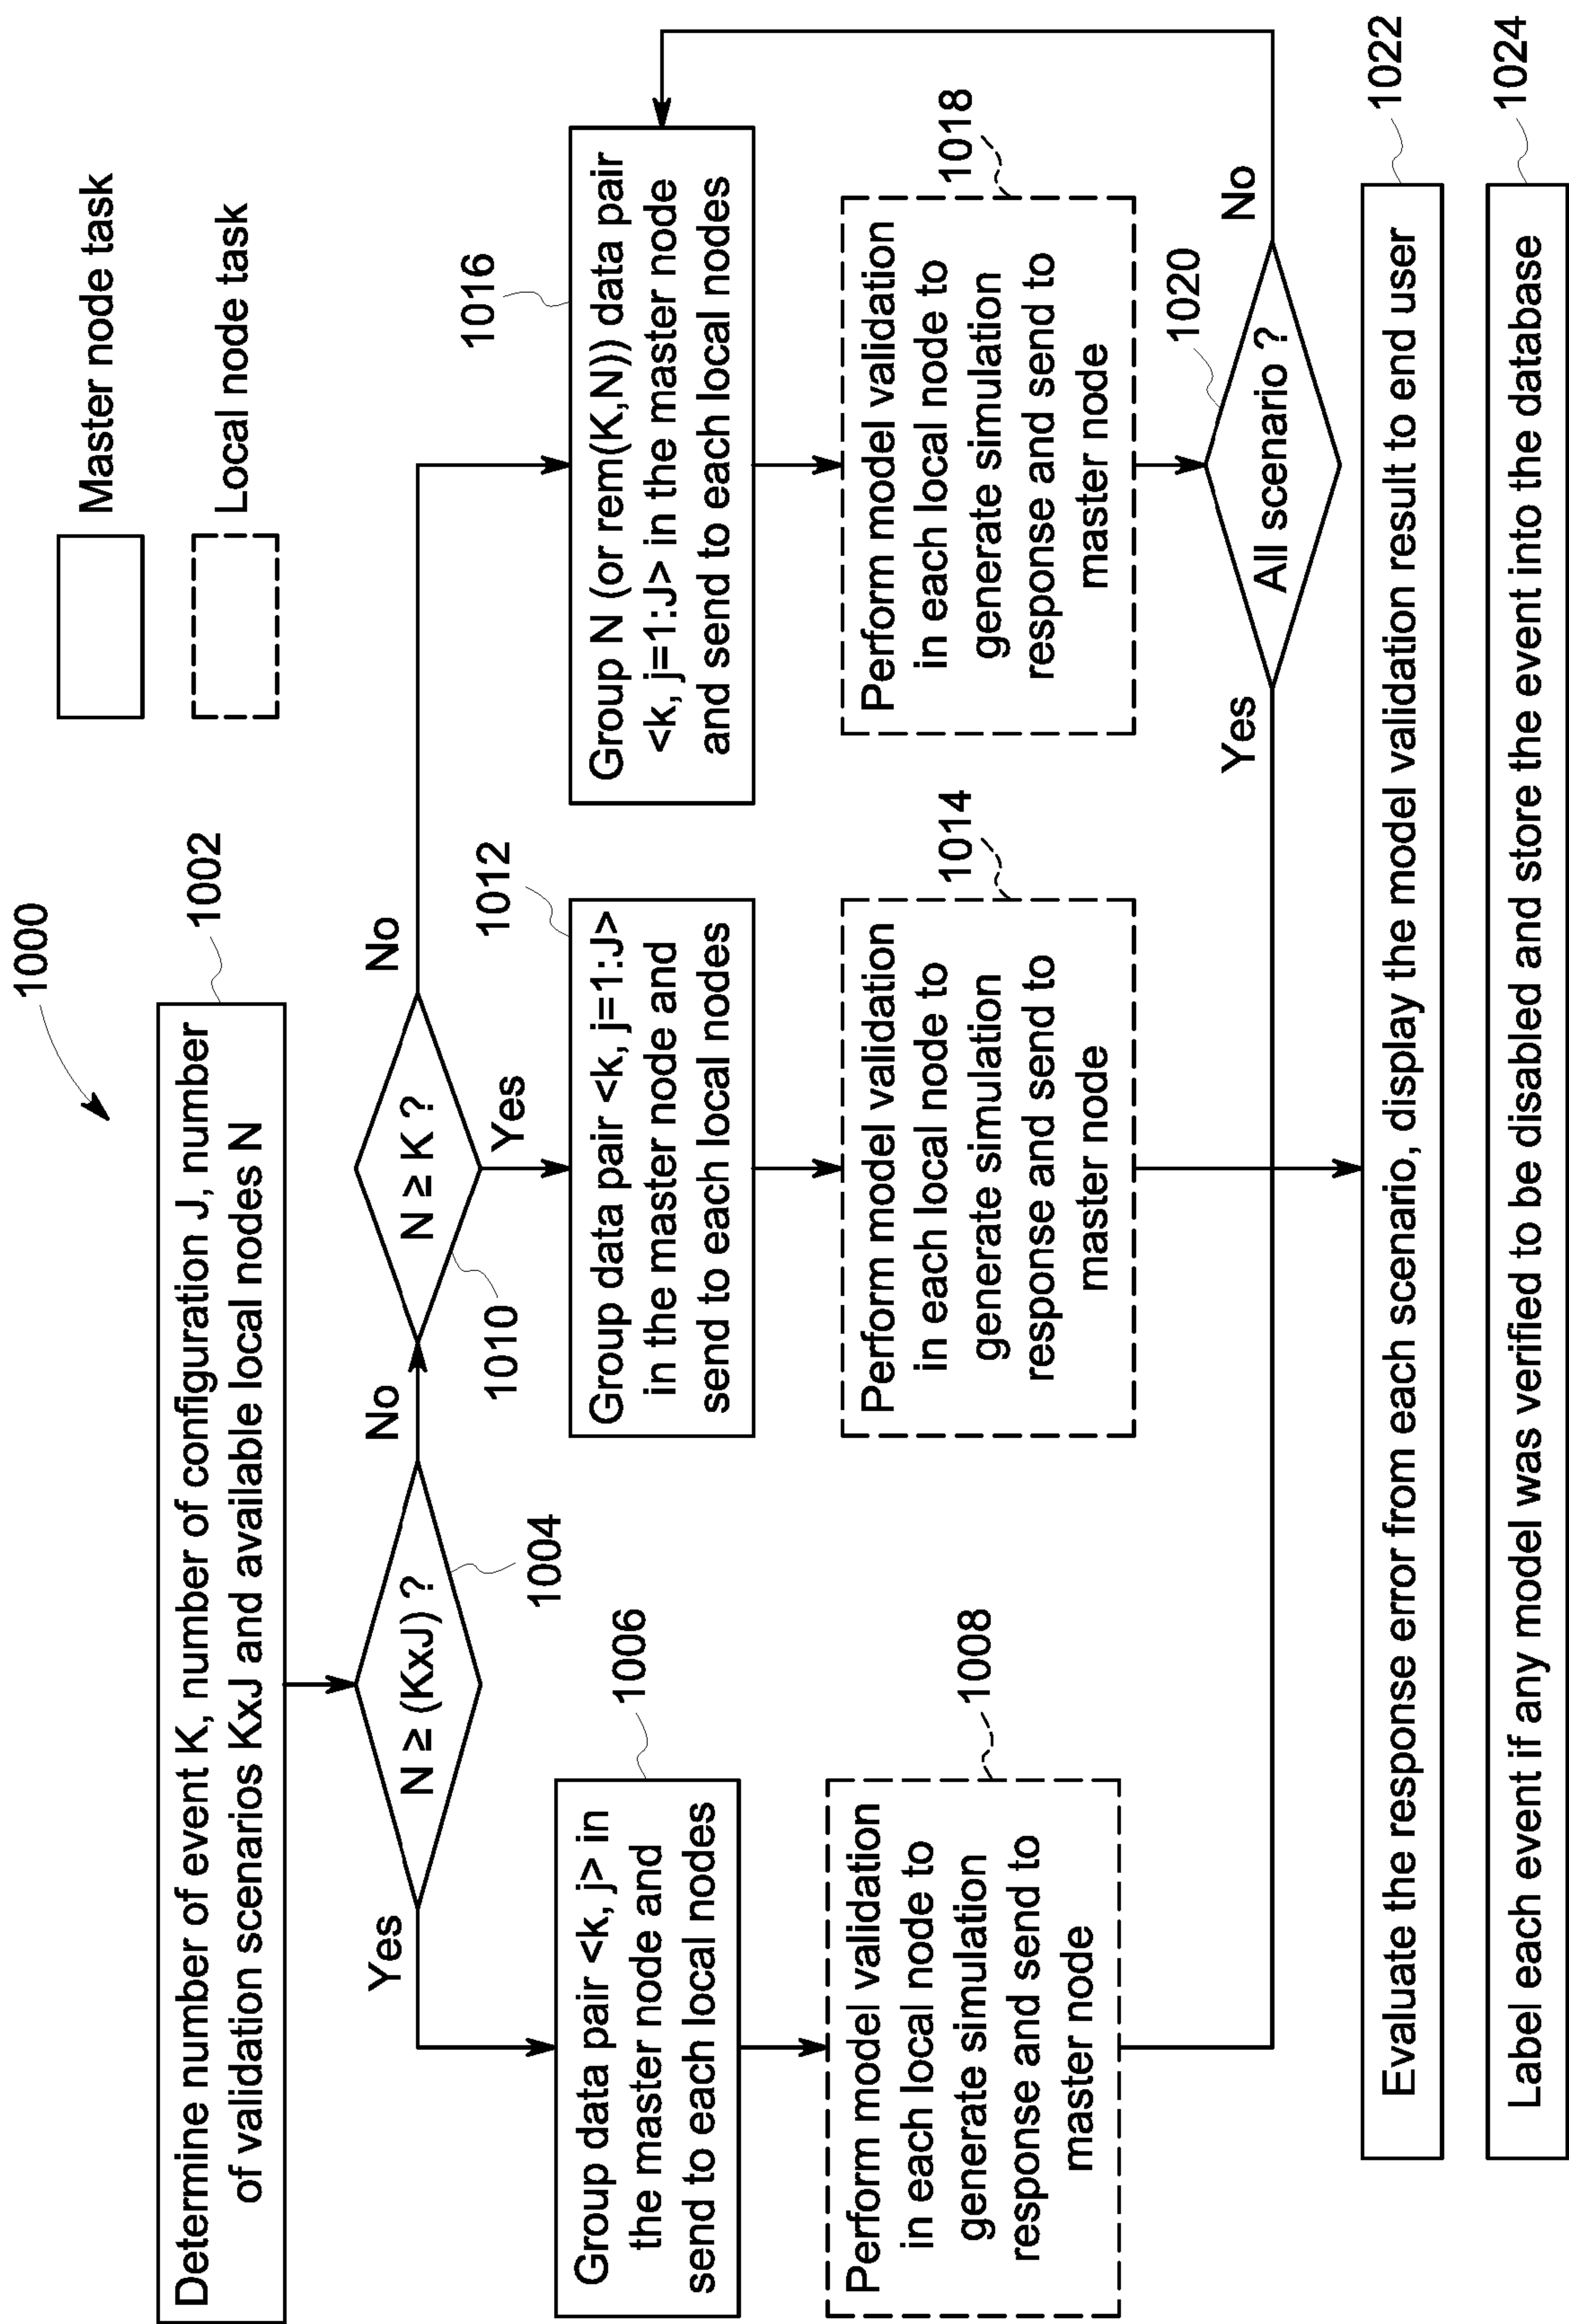 1000
Master node task
Local node task
1002
Determine number of event K, number of configuration J, number
of validation scenarios KxJ and available local nodes N
N ≥ (KxJ) ?
1004
Yes
No
N ≥ K ?
1010
Yes
No
1006
Group data pair <k, j> in
the master node and
send to each local nodes
1012
Group data pair <k, j=1:J>
in the master node and
send to each local nodes
1016
Group N (or rem(K,N)) data pair
<k, j=1:J> in the master node
and send to each local nodes
1008
Perform model validation
in each local node to
generate simulation
response and send to
master node
1014
Perform model validation
in each local node to
generate simulation
response and send to
master node
1018
Perform model validation
in each local node to
generate simulation
response and send to
master node
1020
All scenario ?
Yes
No
Evaluate the response error from each scenario, display the model validation result to end user
1022
Label each event if any model was verified to be disabled and store the event into the database
1024